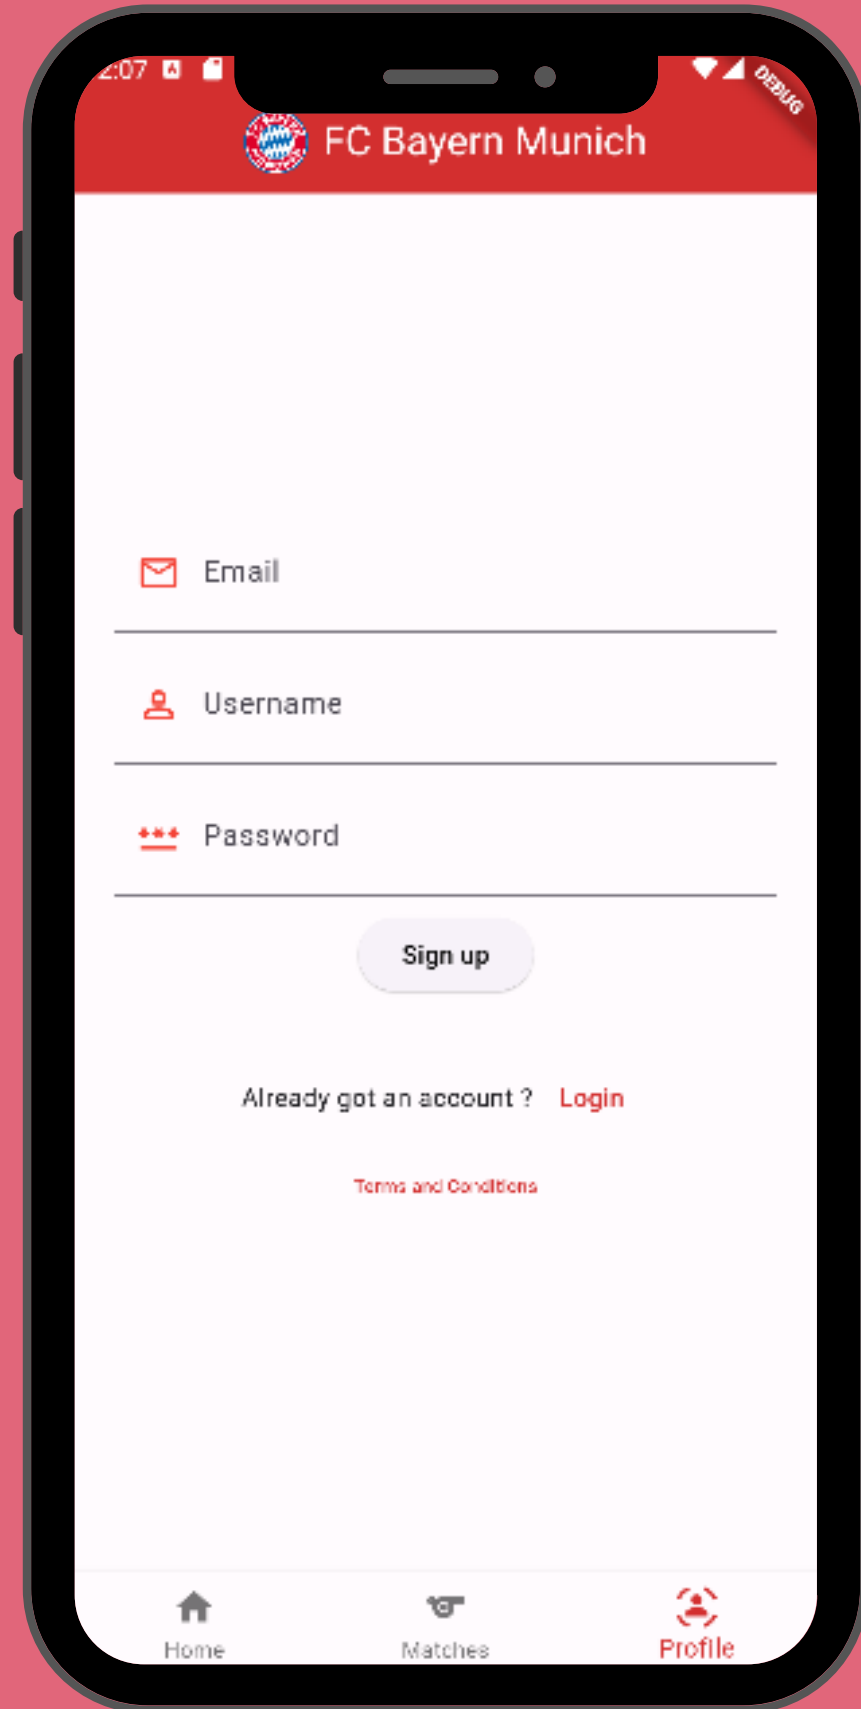 2:07
DEBUG
FC Bayern Munich
Email
Username
Password
Sign up
Already got an account ? Login
Terms and Conditions
Home Matches Profile